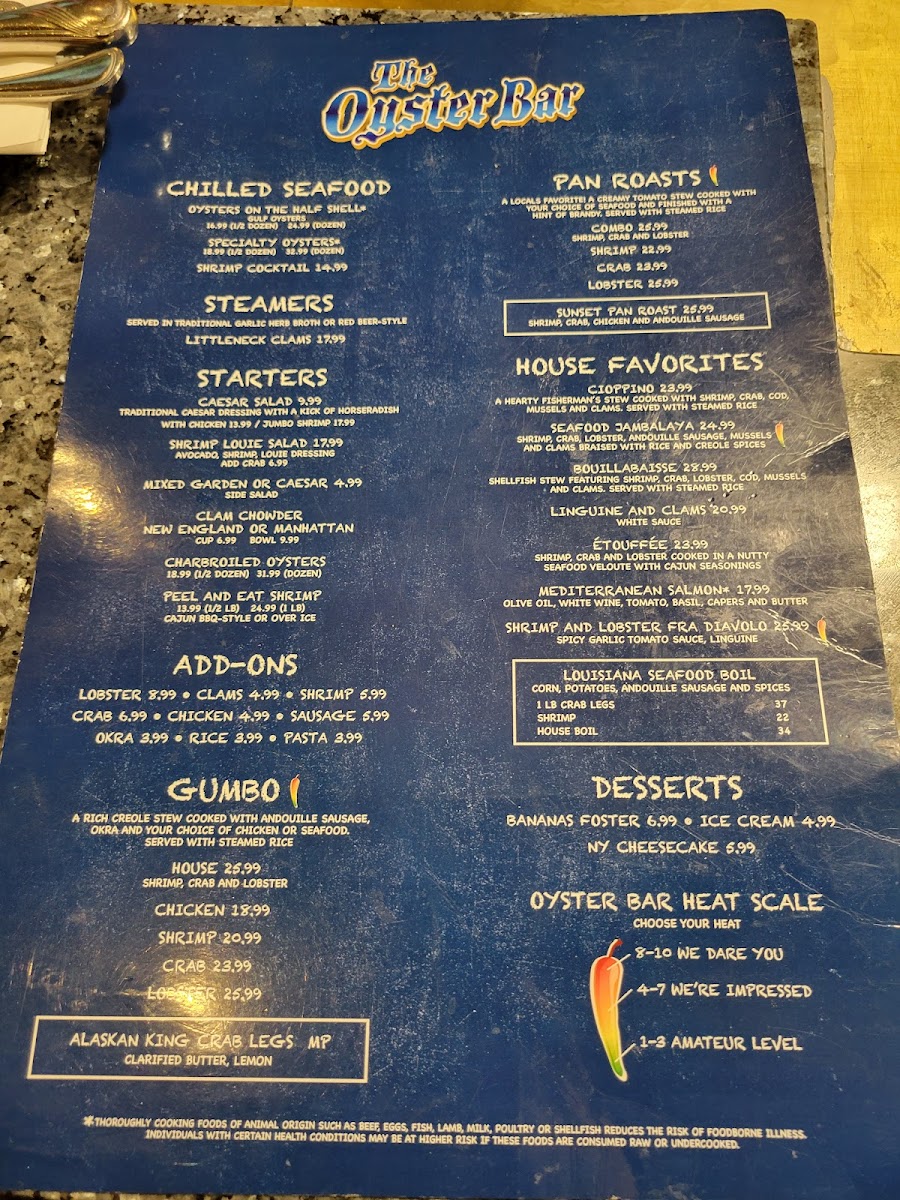 The
Oyster Bar
CHILLED SEAFOOD
OYSTERS ON THE HALF SHELL*
GULF OYSTERS
16.99 (1/2 DOZEN) 24.99 (DOZEN)
SPECIALTY OYSTERS*
18.99 (1/2 DOZEN) 32.99 (DOZEN)
SHRIMP COCKTAIL 14.99
STEAMERS
SERVED IN TRADITIONAL GARLIC HERB BROTH OR RED BEER-STYLE
LITTLENECK CLAMS 17.99
STARTERS
CAESAR SALAD 9.99
TRADITIONAL CAESAR DRESSING WITH A KICK OF HORSERADISH
WITH CHICKEN 13.99 / JUMBO SHRIMP 17.99
SHRIMP LOUIE SALAD 17.99
AVOCADO, SHRIMP, LOUIE DRESSING
ADD CRAB 6.99
MIXED GARDEN OR CAESAR 4.99
SIDE SALAD
CLAM CHOWDER
NEW ENGLAND OR MANHATTAN
CUP 6.99 BOWL 9.99
CHARBROILED OYSTERS
18.99 (1/2 DOZEN) 31.99 (DOZEN)
PEEL AND EAT SHRIMP
13.99 (1/2 LB) 24.99 (1 LB)
CAJUN BBQ-STYLE OR OVER ICE
ADD-ONS
LOBSTER 8.99 • CLAMS 4.99 • SHRIMP 5.99
CRAB 6.99 • CHICKEN 4.99 • SAUSAGE 5.99
OKRA 3.99 • RICE 3.99 • PASTA 3.99
GUMBO
A RICH CREOLE STEW COOKED WITH ANDOUILLE SAUSAGE,
OKRA AND YOUR CHOICE OF CHICKEN OR SEAFOOD.
SERVED WITH STEAMED RICE
HOUSE 25.99
SHRIMP, CRAB AND LOBSTER
CHICKEN 18.99
SHRIMP 20.99
CRAB 23.99
LOBSTER 25.99
ALASKAN KING CRAB LEGS MP
CLARIFIED BUTTER, LEMON
PAN ROASTS
A LOCALS FAVORITE! A CREAMY TOMATO STEW COOKED WITH
YOUR CHOICE OF SEAFOOD AND FINISHED WITH A
HINT OF BRANDY. SERVED WITH STEAMED RICE
COMBO 25.99
SHRIMP, CRAB AND LOBSTER
SHRIMP 22.99
CRAB 23.99
LOBSTER 25.99
SUNSET PAN ROAST 25.99
SHRIMP, CRAB, CHICKEN AND ANDOUILLE SAUSAGE
HOUSE FAVORITES
CIOPPINO 23.99
A HEARTY FISHERMAN'S STEW COOKED WITH SHRIMP, CRAB, COD,
MUSSELS AND CLAMS. SERVED WITH STEAMED RICE
SEAFOOD JAMBALAYA 24.99
SHRIMP, CRAB, LOBSTER, ANDOUILLE SAUSAGE, MUSSELS
AND CLAMS BRAISED WITH RICE AND CREOLE SPICES
BOUILLABAISSE 28.99
SHELLFISH STEW FEATURING SHRIMP, CRAB, LOBSTER, COD, MUSSELS
AND CLAMS. SERVED WITH STEAMED RICE
LINGUINE AND CLAMS 20.99
WHITE SAUCE
ÉTOUFFÉE 23.99
SHRIMP, CRAB AND LOBSTER COOKED IN A NUTTY
SEAFOOD VELOUTE WITH CAJUN SEASONINGS
MEDITERRANEAN SALMON* 17.99
OLIVE OIL, WHITE WINE, TOMATO, BASIL, CAPERS AND BUTTER
SHRIMP AND LOBSTER FRA DIAVOLO 25.99
SPICY GARLIC TOMATO SAUCE, LINGUINE
LOUISIANA SEAFOOD BOIL
CORN, POTATOES, ANDOUILLE SAUSAGE AND SPICES
1 LB CRAB LEGS 37
SHRIMP 22
HOUSE BOIL 34
DESSERTS
BANANAS FOSTER 6.99 • ICE CREAM 4.99
NY CHEESECAKE 5.99
OYSTER BAR HEAT SCALE
CHOOSE YOUR HEAT
8-10 WE DARE YOU
4-7 WE'RE IMPRESSED
1-3 AMATEUR LEVEL
*THOROUGHLY COOKING FOODS OF ANIMAL ORIGIN SUCH AS BEEF, EGGS, FISH, LAMB, MILK, POULTRY OR SHELLFISH REDUCES THE RISK OF FOODBORNE ILLNESS.
INDIVIDUALS WITH CERTAIN HEALTH CONDITIONS MAY BE AT HIGHER RISK IF THESE FOODS ARE CONSUMED RAW OR UNDERCOOKED.